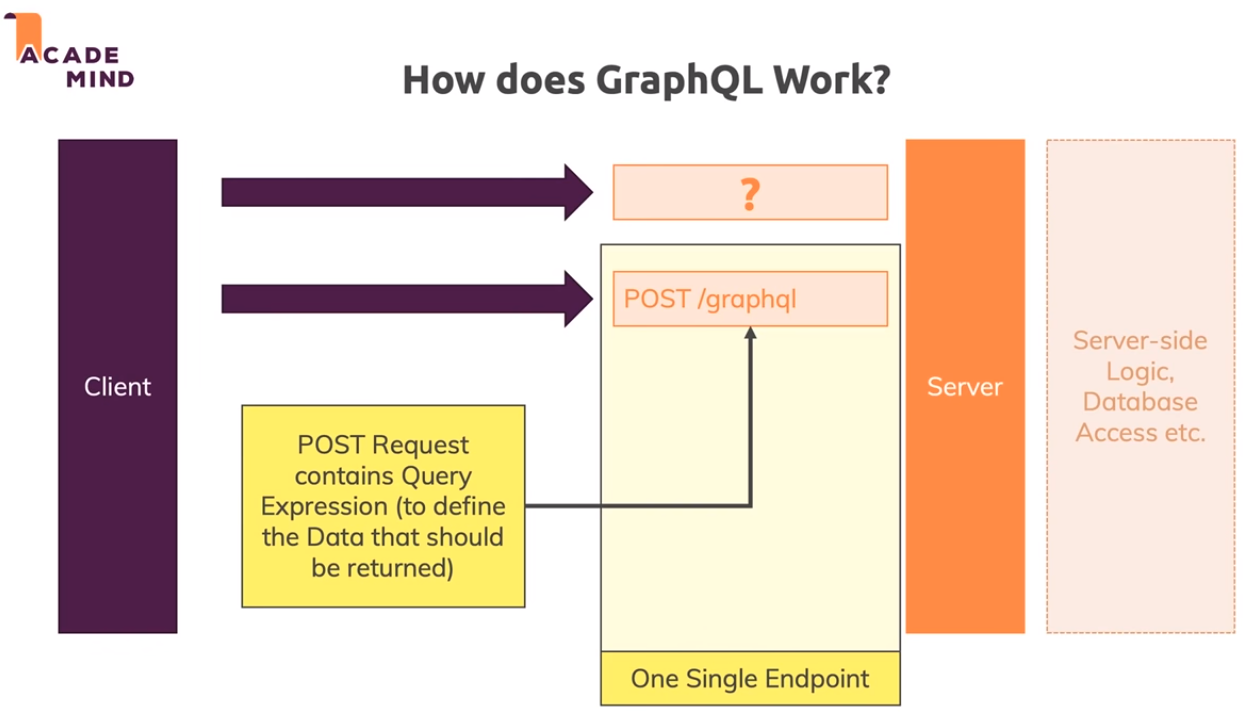 ACADE
MIND
How does GraphQL Work?
?
POST /graphql
Client
POST Request
contains Query
Expression (to define
the Data that should
be returned)
One Single Endpoint
Server
Server-side
Logic,
Database
Access etc.